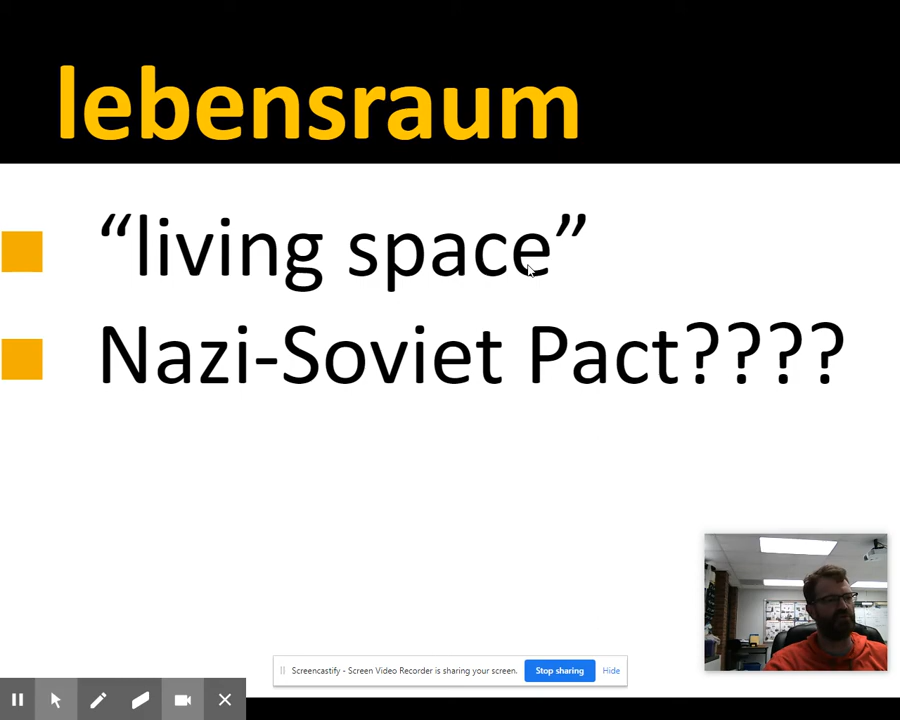 lebensraum
“living space”
Nazi-Soviet Pact????
Screencastify - Screen Video Recorder is sharing your screen. Stop sharing Hide